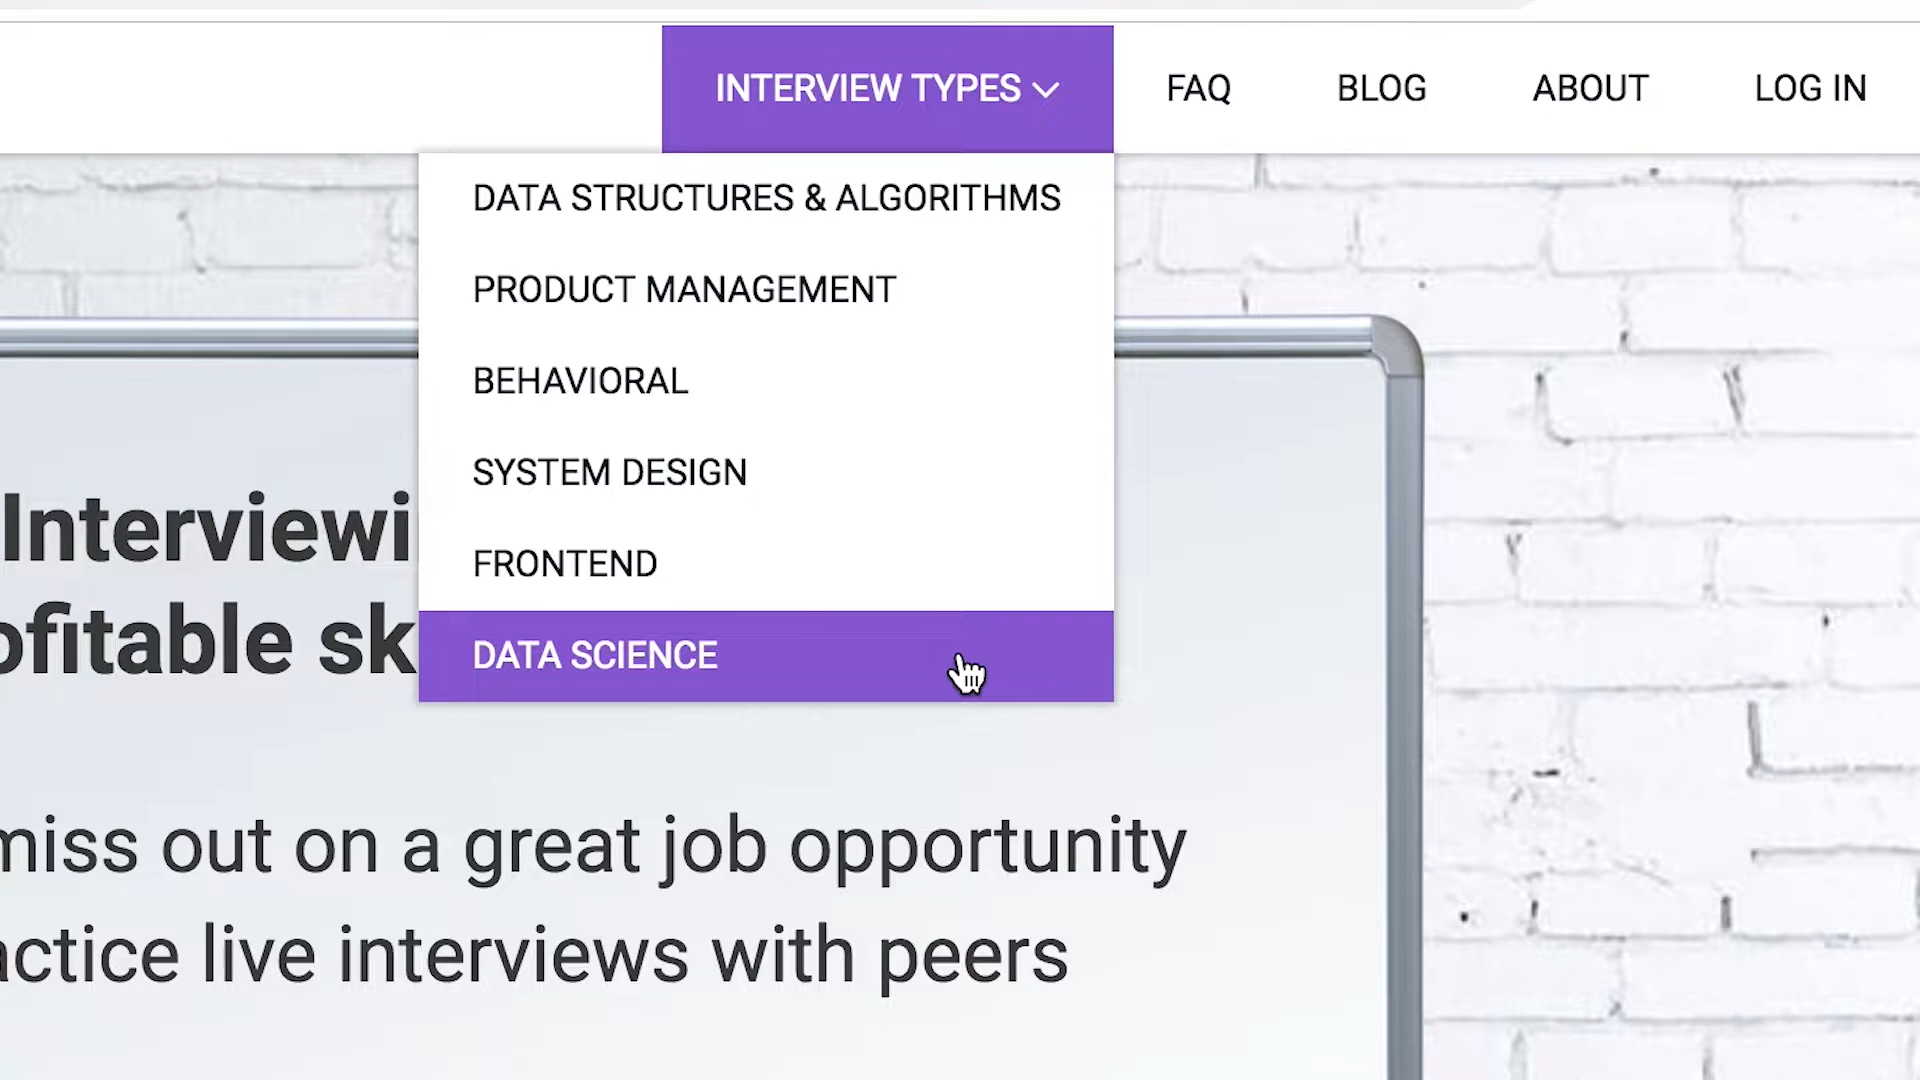 INTERVIEW TYPES FAQ BLOG ABOUT LOG IN
DATA STRUCTURES & ALGORITHMS
PRODUCT MANAGEMENT
BEHAVIORAL
SYSTEM DESIGN
FRONTEND
DATA SCIENCE
Interviewi
ofitable sk
miss out on a great job opportunity
actice live interviews with peers